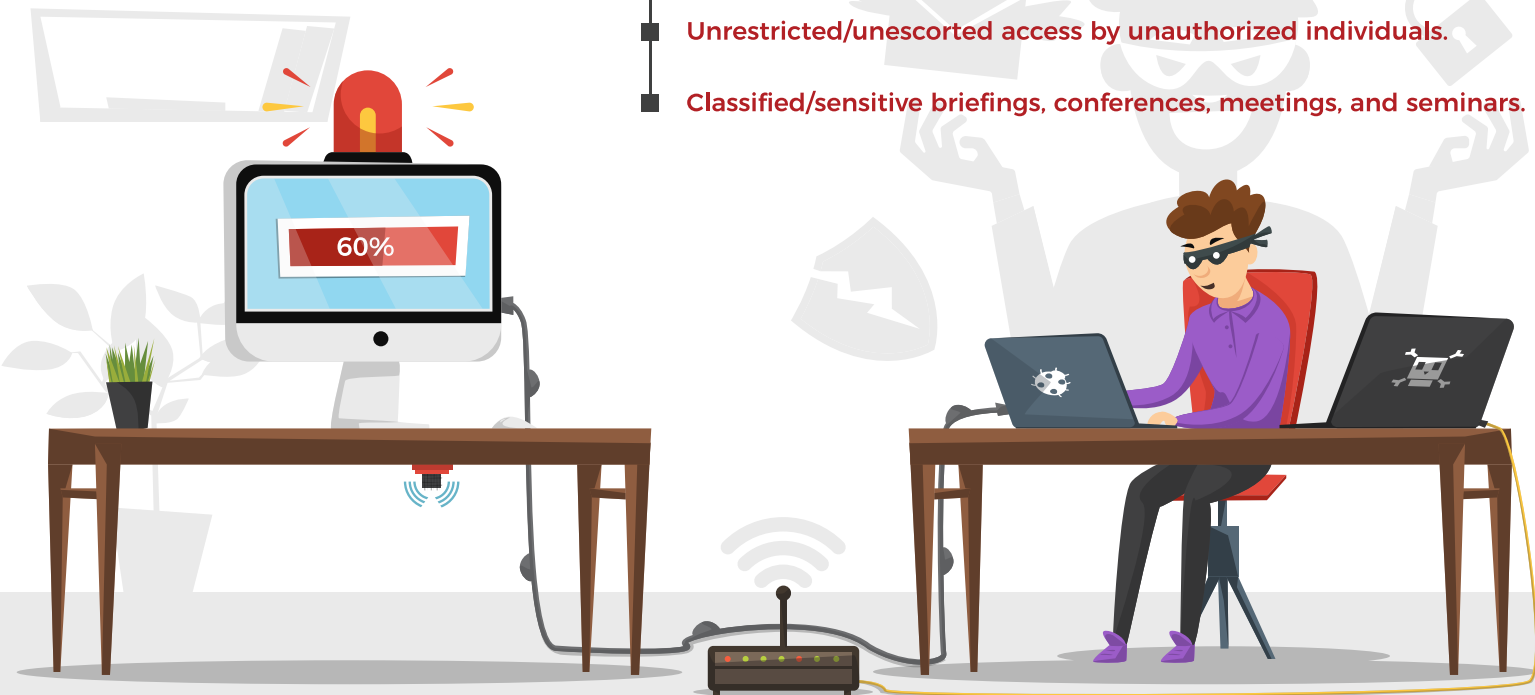 Unrestricted/unescorted access by unauthorized individuals.
Classified/sensitive briefings, conferences, meetings, and seminars.
60%